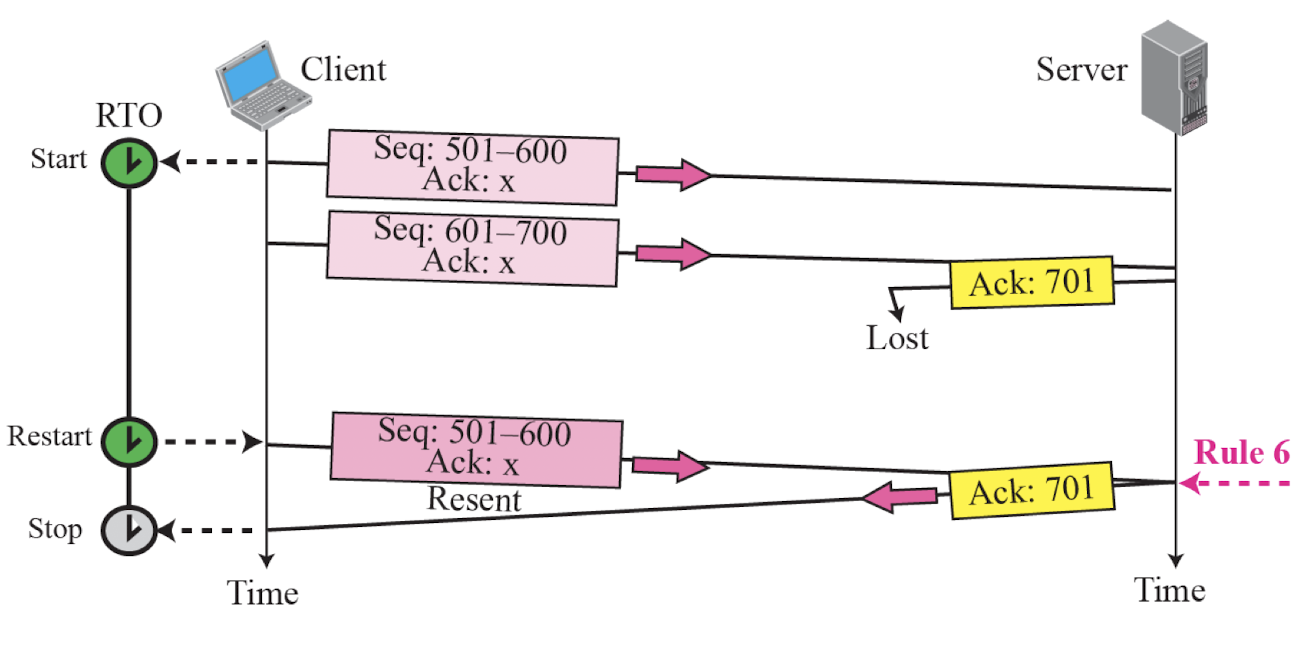 Client
Server
RTO
Start
Seq: 501–600
Ack: x
Seq: 601–700
Ack: x
Ack: 701
Lost
Restart
Seq: 501–600
Ack: x
Resent
Ack: 701
Rule 6
Stop
Time
Time